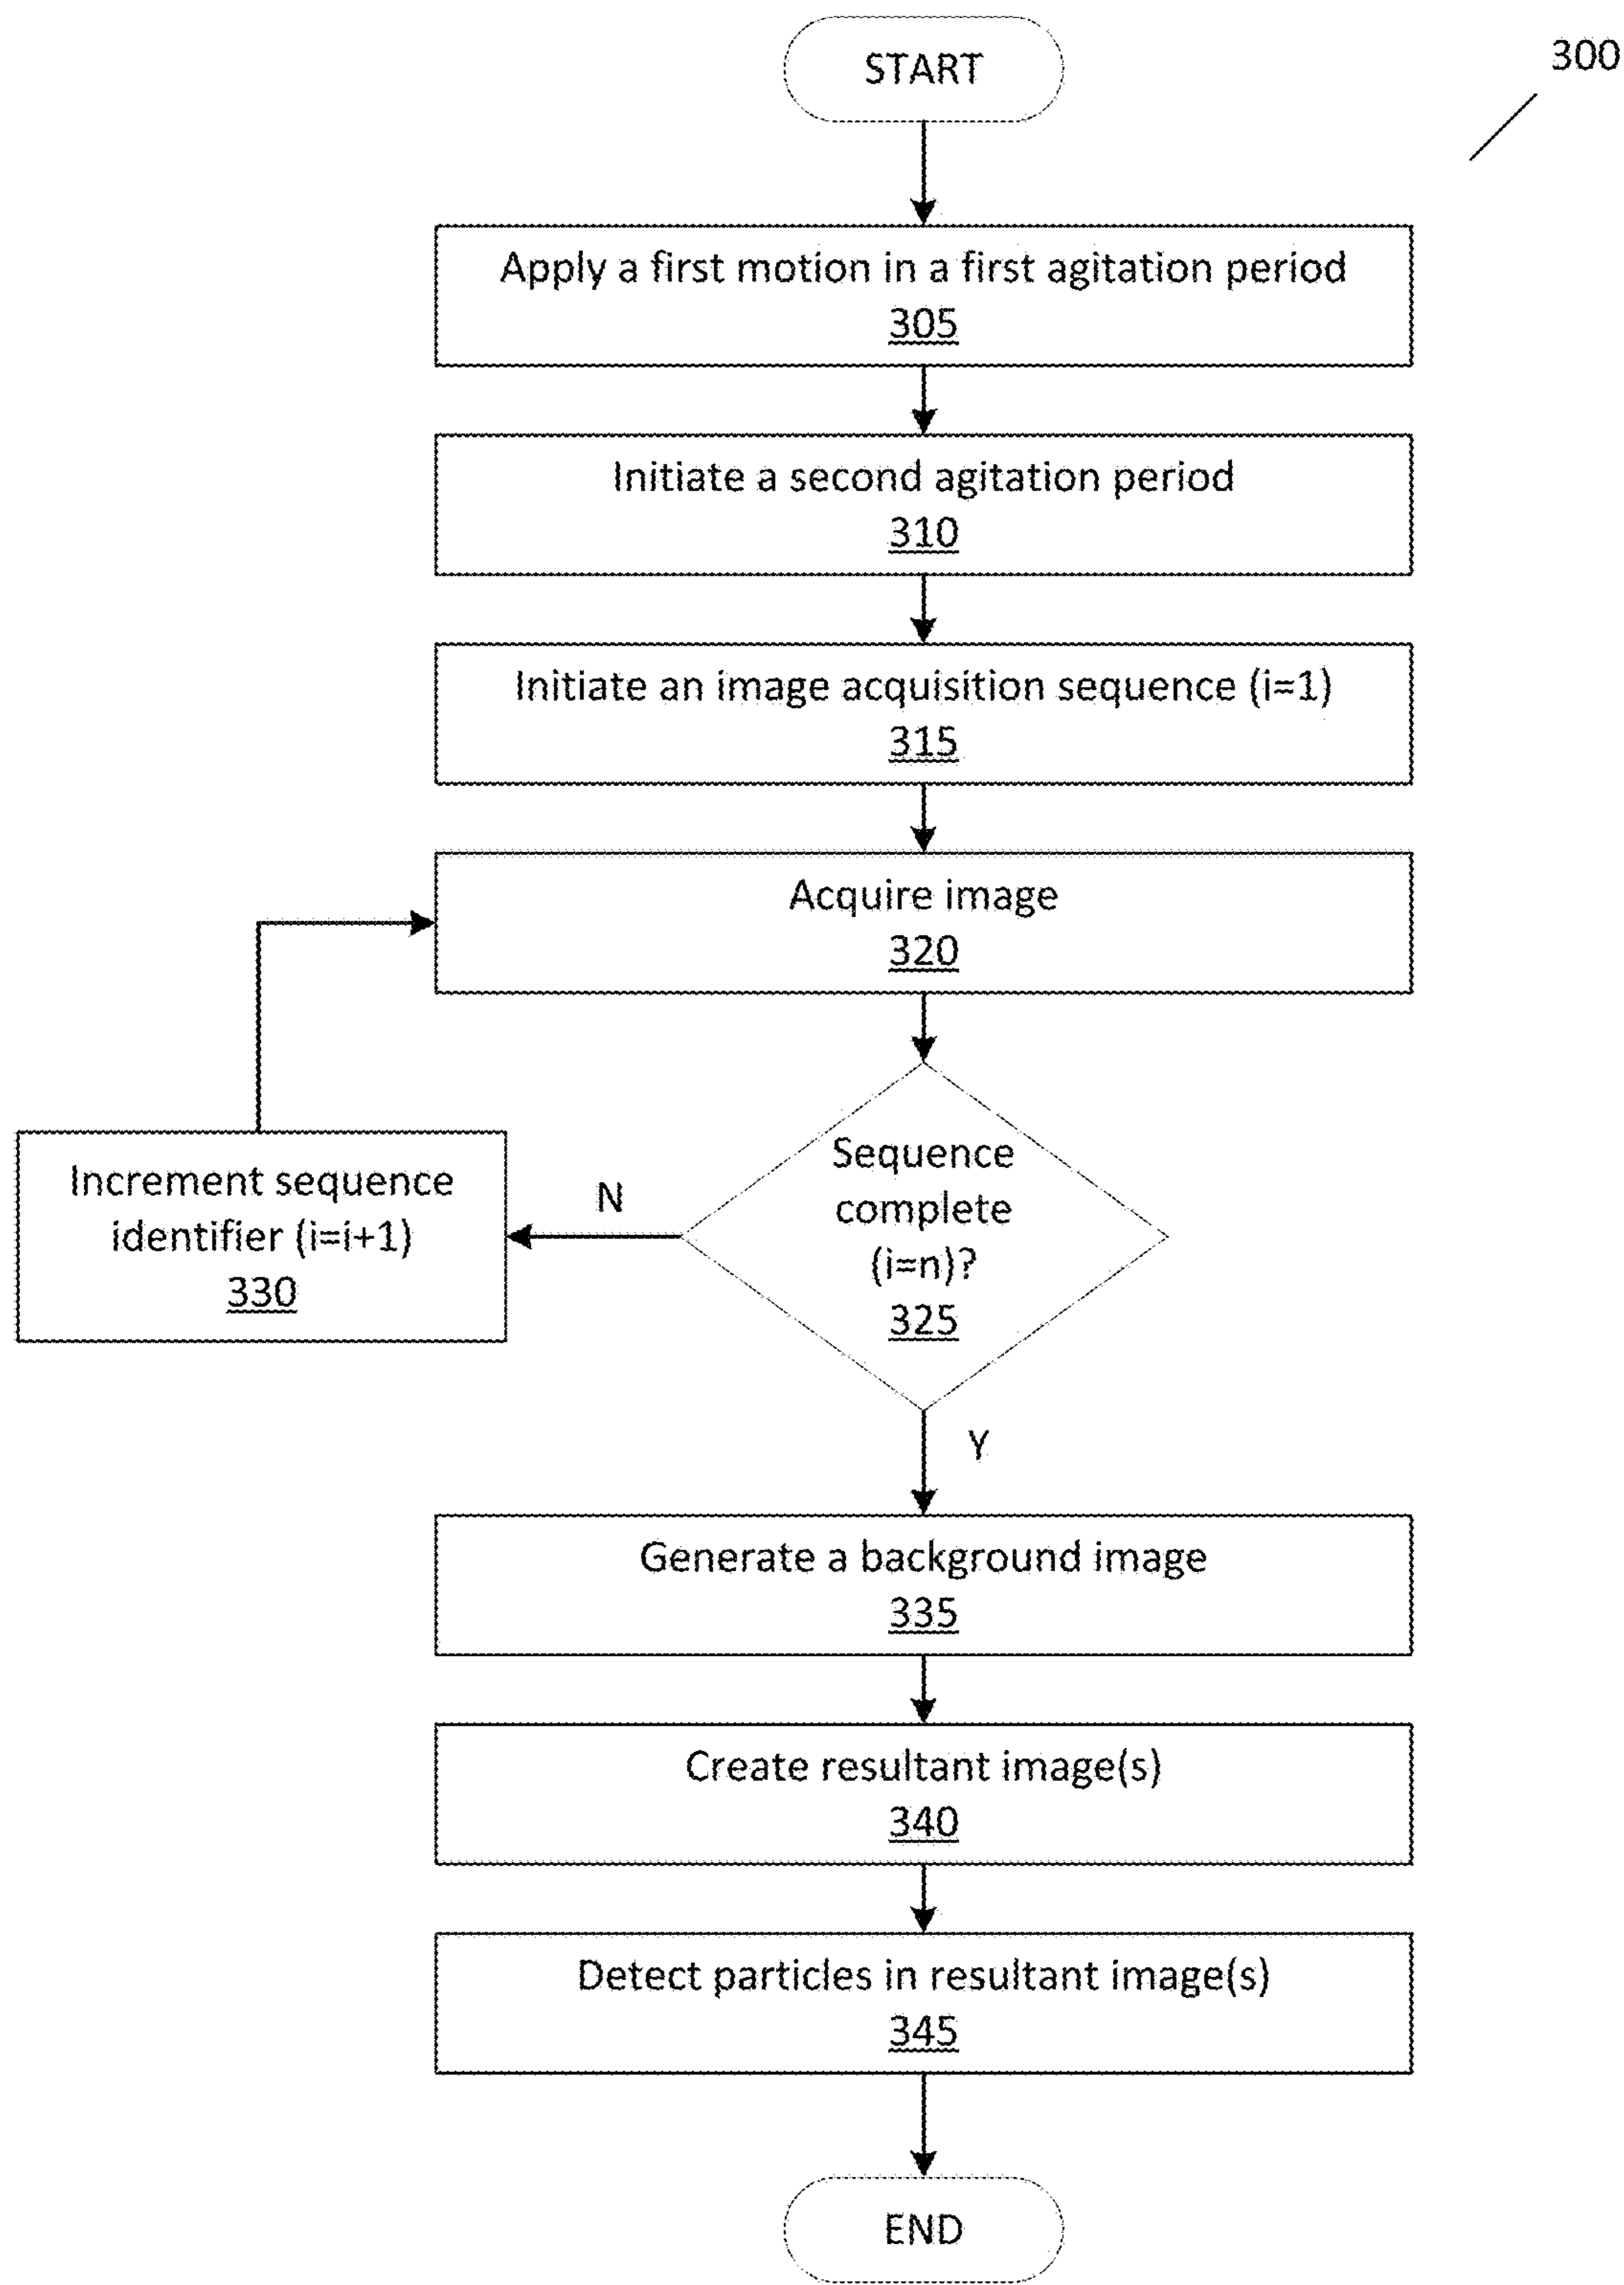 START
300
Apply a first motion in a first agitation period
305
Initiate a second agitation period
310
Initiate an image acquisition sequence (i=1)
315
Acquire image
320
Sequence
complete
(i=n)?
325
N
Increment sequence
identifier (i=i+1)
330
Y
Generate a background image
335
Create resultant image(s)
340
Detect particles in resultant image(s)
345
END